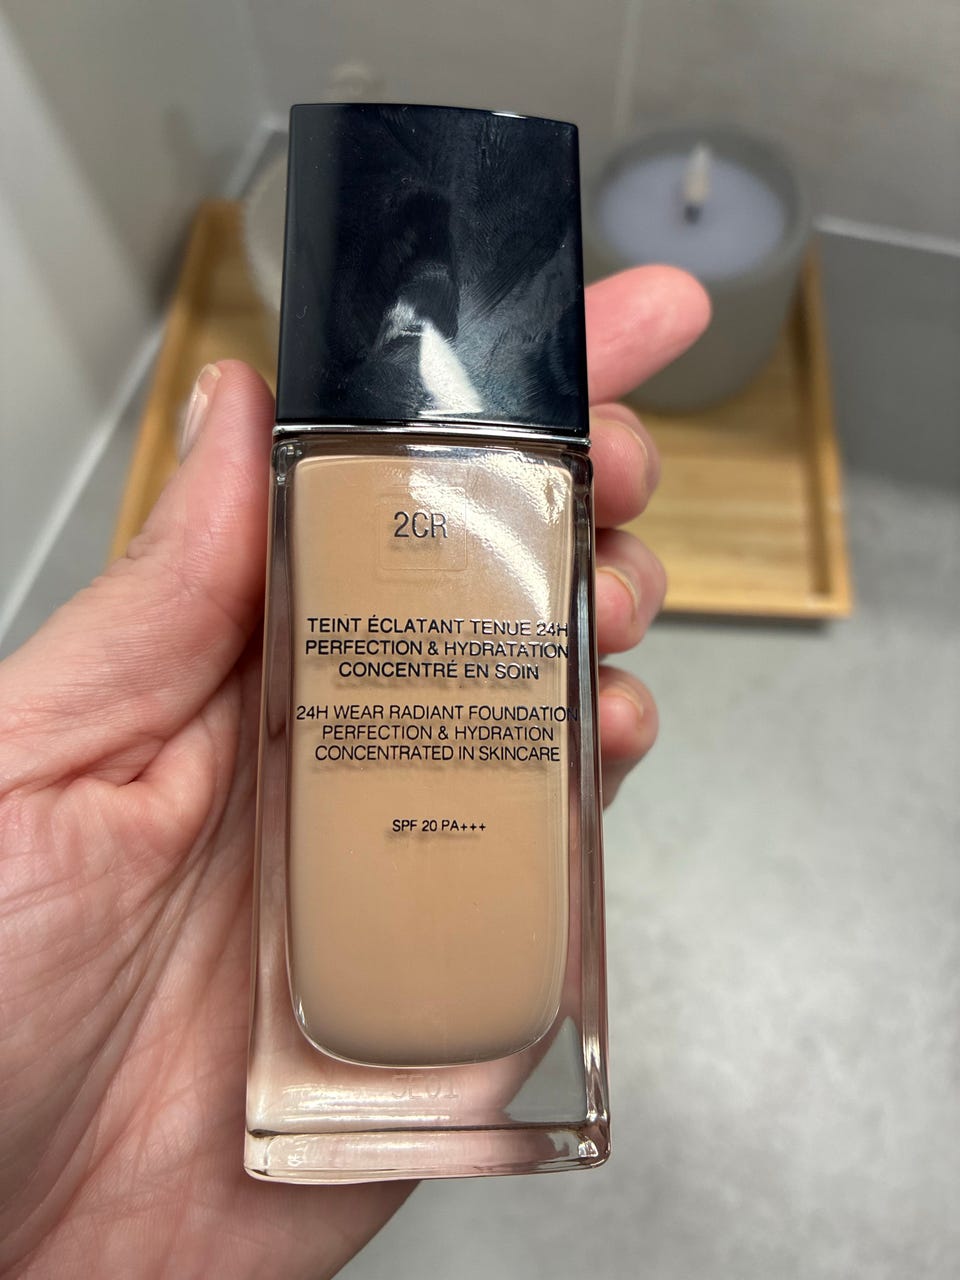 2CR
TEINT ÉCLATANT TENUE 24H
PERFECTION & HYDRATATION
CONCENTRÉ EN SOIN
24H WEAR RADIANT FOUNDATION
PERFECTION & HYDRATION
CONCENTRATED IN SKINCARE
SPF 20 PA+++
5E01